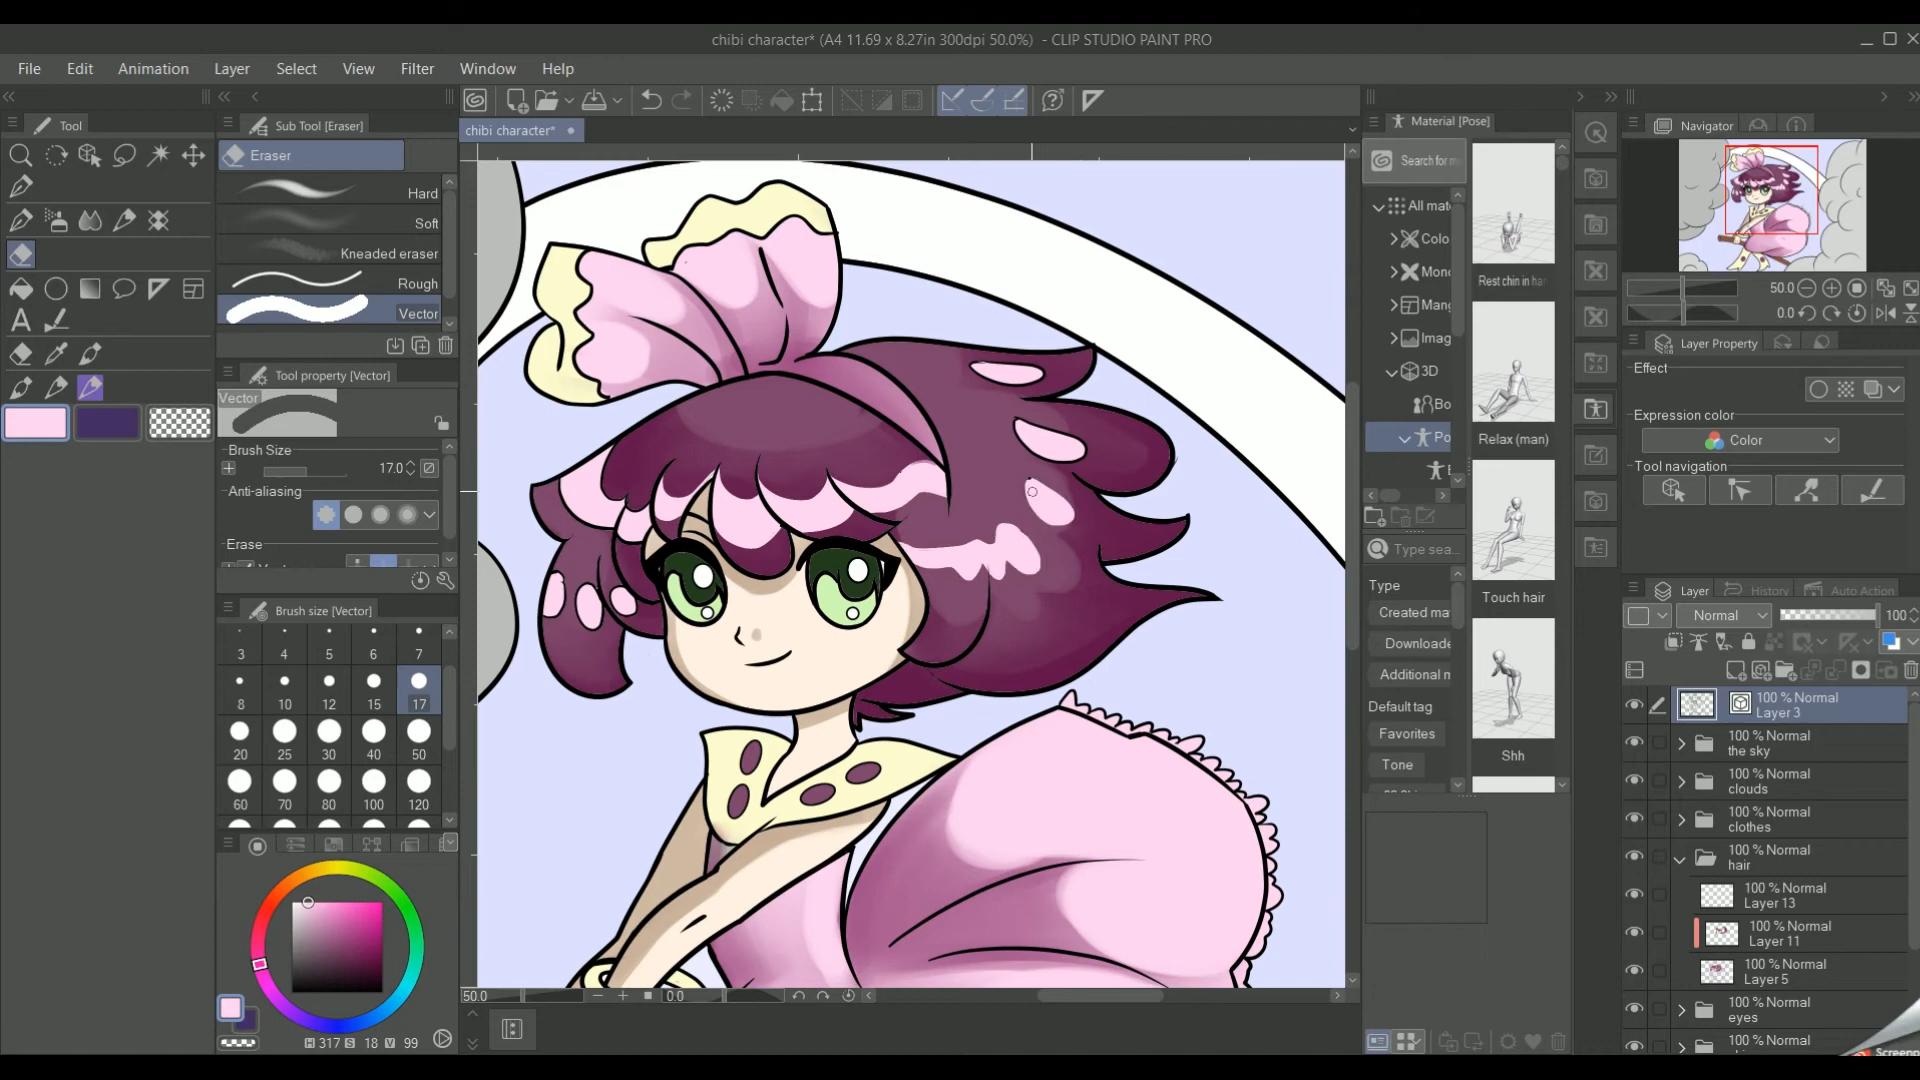 chibi character* (A4 11.69 x 8.27in 300dpi 50.0%) - CLIP STUDIO PAINT PRO
File Edit Animation Layer Select View Filter Window Help
Tool
Sub Tool [Eraser]
chibi character*
Material [Pose]
Navigator
Eraser
Hard
Soft
Kneaded eraser
Rough
Vector
Tool property [Vector]
Vector
Brush Size
17.0
Anti-aliasing
Erase
Brush size [Vector]
3 4 5 6 7
8 10 12 15 17
20 25 30 40 50
60 70 80 100 120
H 317 S 18 V 99
50.0
0.0
Search for
All mat
Colo
Mono
Mang
Imag
3D
Bo
Po
Type sea...
Type
Created ma
Downloade
Additional m
Default tag
Favorites
Tone
Rest chin in han
Relax (man)
Touch hair
Shh
50.0
0.0
Layer Property
Effect
Expression color
Color
Tool navigation
Layer History Auto Action
Normal 100
100 % Normal
Layer 3
100 % Normal
the sky
100 % Normal
clouds
100 % Normal
clothes
100 % Normal
hair
100 % Normal
Layer 13
100 % Normal
Layer 11
100 % Normal
Layer 5
100 % Normal
eyes
100 % Normal